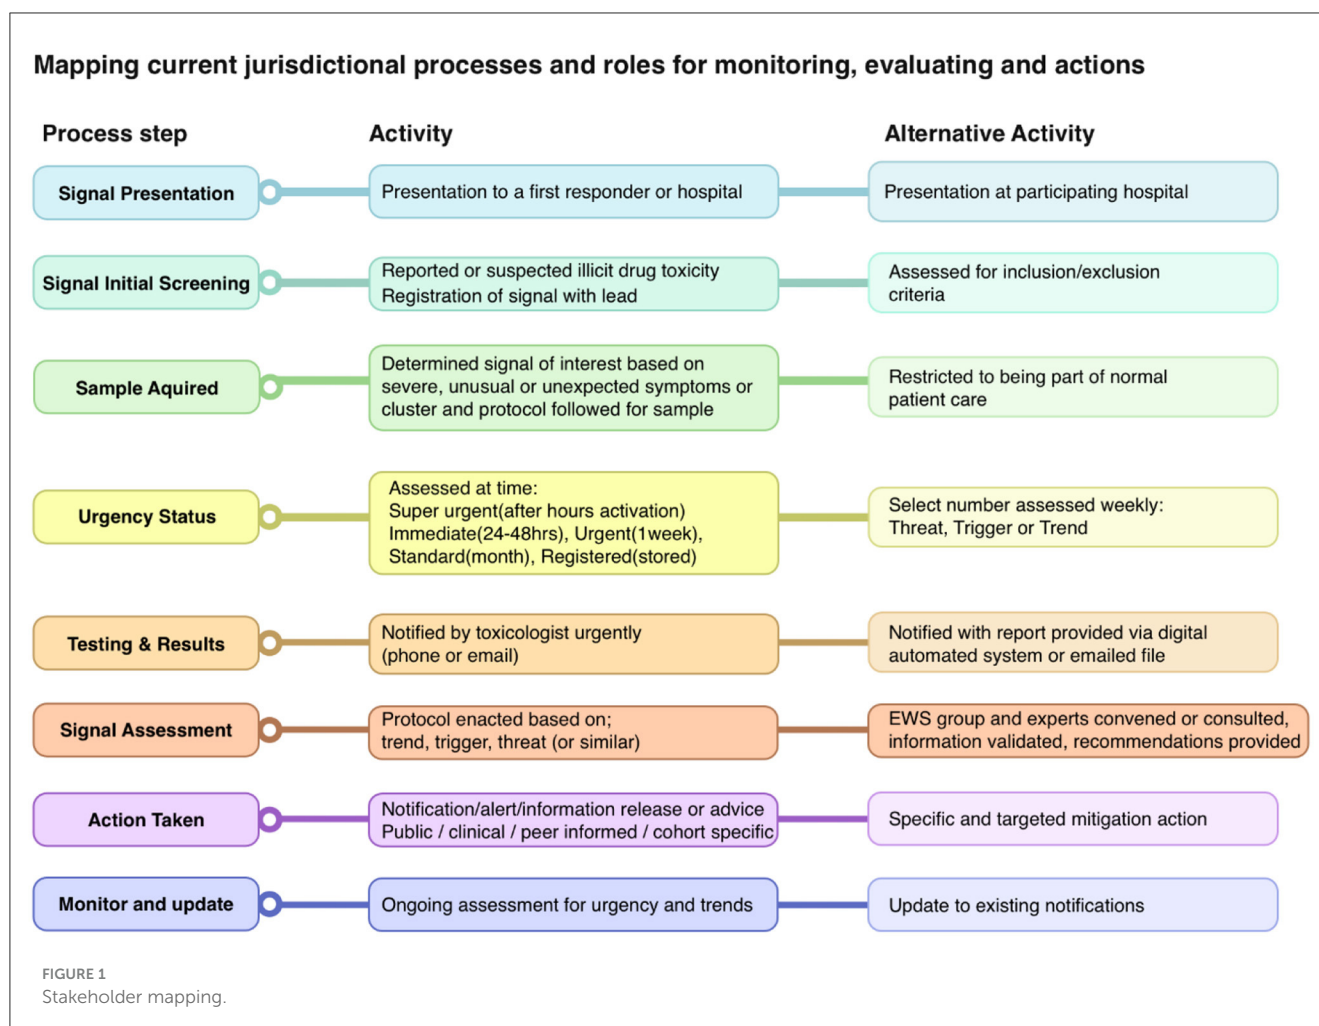 Mapping current jurisdictional processes and roles for monitoring, evaluating and actions
Process step
Activity
Alternative Activity
Signal Presentation
Presentation to a first responder or hospital
Presentation at participating hospital
Signal Initial Screening
Reported or suspected illicit drug toxicity
Registration of signal with lead
Assessed for inclusion/exclusion
criteria
Sample Aquired
Determined signal of interest based on
severe, unusual or unexpected symptoms or
cluster and protocol followed for sample
Restricted to being part of normal
patient care
Urgency Status
Assessed at time:
Super urgent(after hours activation)
Immediate(24-48hrs), Urgent(1week),
Standard(month), Registered(stored)
Select number assessed weekly:
Threat, Trigger or Trend
Testing & Results
Notified by toxicologist urgently
(phone or email)
Notified with report provided via digital
automated system or emailed file
Signal Assessment
Protocol enacted based on;
trend, trigger, threat (or similar)
EWS group and experts convened or consulted,
information validated, recommendations provided
Action Taken
Notification/alert/information release or advice
Public / clinical / peer informed / cohort specific
Specific and targeted mitigation action
Monitor and update
Ongoing assessment for urgency and trends
Update to existing notifications
FIGURE 1
Stakeholder mapping.